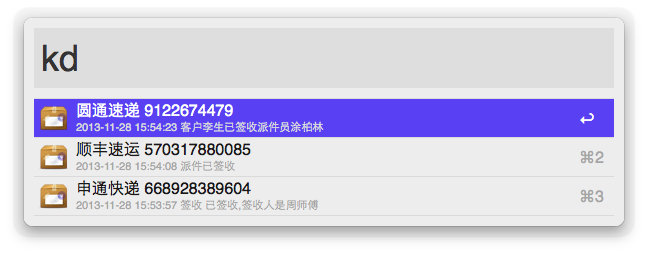 kd
圆通速递 9122674479
2013-11-28 15:54:23 客户李生已签收派件员涂柏林
↩
顺丰速运 570317880085
2013-11-28 15:54:08 派件已签收
⌘2
申通快递 668928389604
2013-11-28 15:53:57 签收 已签收,签收人是周师傅
⌘3